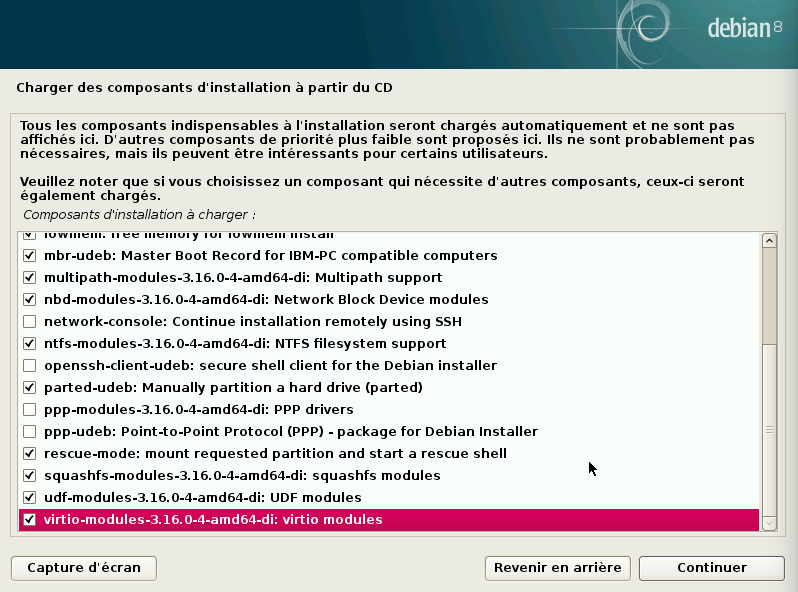 debian 8
Charger des composants d'installation à partir du CD
Tous les composants indispensables à l'installation seront chargés automatiquement et ne sont pas
affichés ici. D'autres composants de priorité plus faible sont proposés ici. Ils ne sont probablement pas
nécessaires, mais ils peuvent être intéressants pour certains utilisateurs.
Veuillez noter que si vous choisissez un composant qui nécessite d'autres composants, ceux-ci seront
également chargés.
Composants d'installation à charger :
lowmem: free memory for lowmem install
mbr-udeb: Master Boot Record for IBM-PC compatible computers
multipath-modules-3.16.0-4-amd64-di: Multipath support
nbd-modules-3.16.0-4-amd64-di: Network Block Device modules
network-console: Continue installation remotely using SSH
ntfs-modules-3.16.0-4-amd64-di: NTFS filesystem support
openssh-client-udeb: secure shell client for the Debian installer
parted-udeb: Manually partition a hard drive (parted)
ppp-modules-3.16.0-4-amd64-di: PPP drivers
ppp-udeb: Point-to-Point Protocol (PPP) - package for Debian Installer
rescue-mode: mount requested partition and start a rescue shell
squashfs-modules-3.16.0-4-amd64-di: squashfs modules
udf-modules-3.16.0-4-amd64-di: UDF modules
virtio-modules-3.16.0-4-amd64-di: virtio modules
Capture d'écran
Revenir en arrière
Continuer